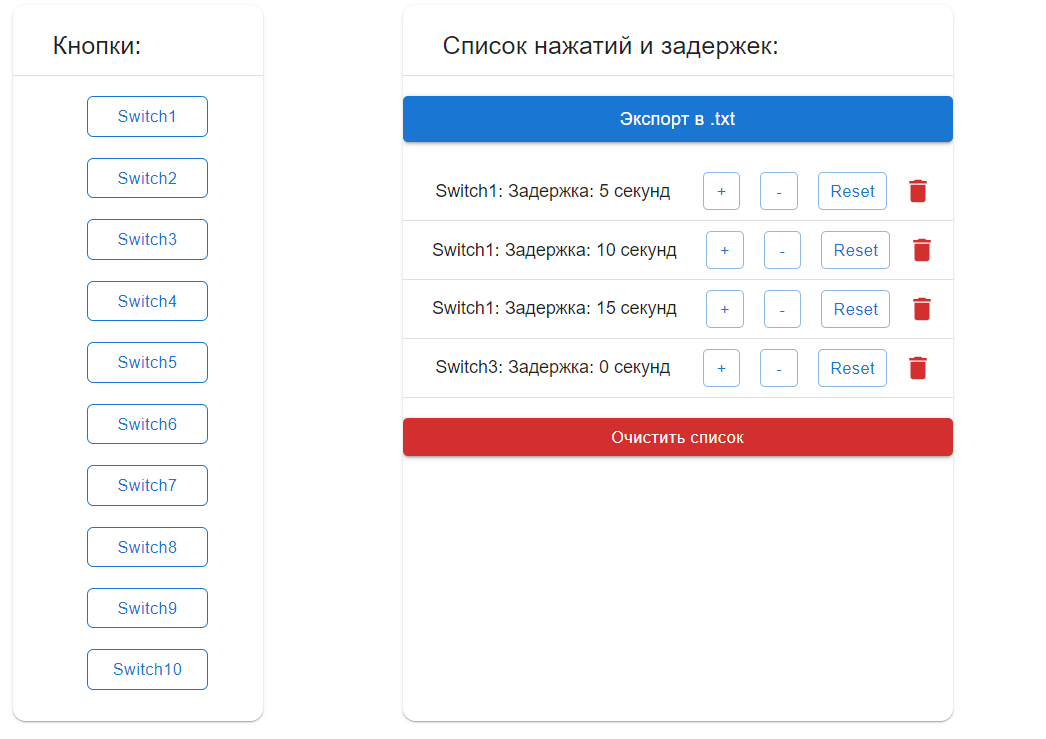 Кнопки:
Switch1
Switch2
Switch3
Switch4
Switch5
Switch6
Switch7
Switch8
Switch9
Switch10
Список нажатий и задержек:
Экспорт в .txt
Switch1: Задержка: 5 секунд + - Reset
Switch1: Задержка: 10 секунд + - Reset
Switch1: Задержка: 15 секунд + - Reset
Switch3: Задержка: 0 секунд + - Reset
Очистить список